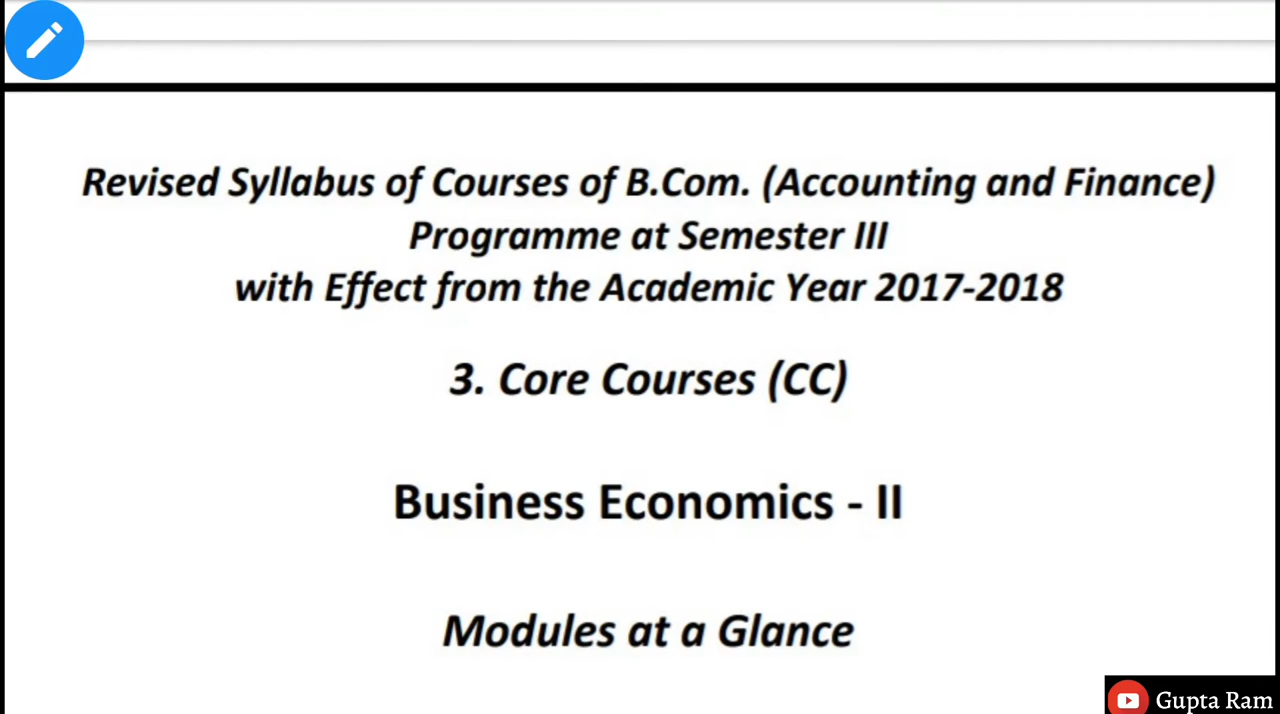 Revised Syllabus of Courses of B.Com. (Accounting and Finance)
Programme at Semester III
with Effect from the Academic Year 2017-2018
3. Core Courses (CC)
Business Economics - II
Modules at a Glance
Gupta Ram